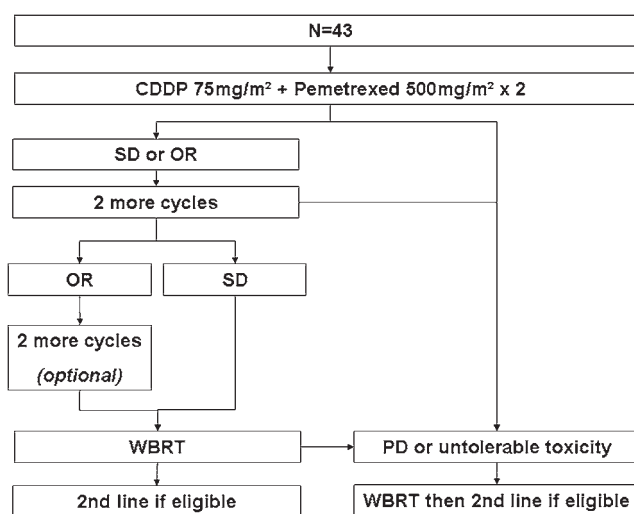 N=43
CDDP 75mg/m² + Pemetrexed 500mg/m² x 2
SD or OR
2 more cycles
OR
SD
2 more cycles
(optional)
WBRT
PD or untolerable toxicity
2nd line if eligible
WBRT then 2nd line if eligible